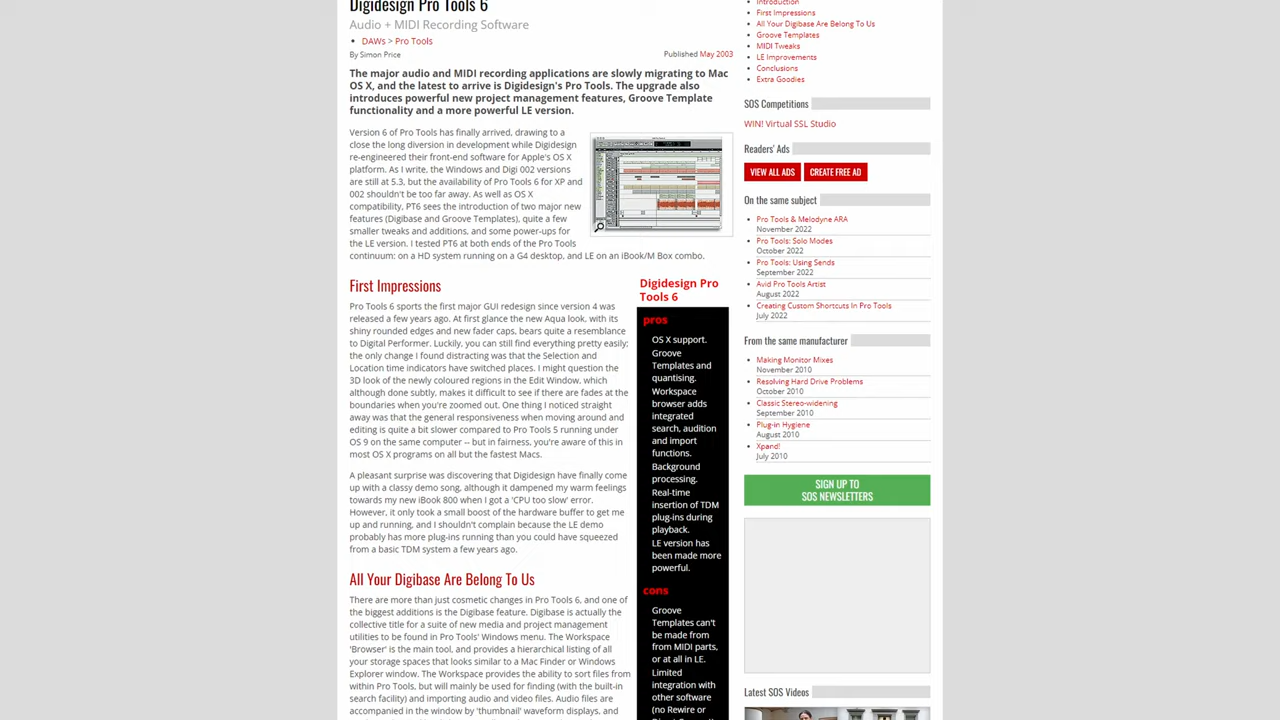 Digidesign Pro Tools 6
Audio + MIDI Recording Software
DAWs > Pro Tools
By Simon Price
Published May 2003
The major audio and MIDI recording applications are slowly migrating to Mac
OS X, and the latest to arrive is Digidesign's Pro Tools. The upgrade also
introduces powerful new project management features, Groove Template
functionality and a more powerful LE version.
Version 6 of Pro Tools has finally arrived, drawing to a
close the long diversion in development while Digidesign
re-engineered their front-end software for Apple's OS X
platform. As I write, the Windows and Digi 002 versions
are still at 5.3, but the availability of Pro Tools 6 for XP and
002 shouldn't be too far away. As well as OS X
compatibility, PT6 sees the introduction of two major new
features (Digibase and Groove Templates), quite a few
smaller tweaks and additions, and some power-ups for
the LE version. I tested PT6 at both ends of the Pro Tools
continuum: on a HD system running on a G4 desktop, and LE on an iBook/M Box combo.
First Impressions
Pro Tools 6 sports the first major GUI redesign since version 4 was
released a few years ago. At first glance the new Aqua look, with its
shiny rounded edges and new fader caps, bears quite a resemblance
to Digital Performer. Luckily, you can still find everything pretty easily;
the only change I found distracting was that the Selection and
Location time indicators have switched places. I might question the
3D look of the newly coloured regions in the Edit Window, which
although done subtly, makes it difficult to see if there are fades at the
boundaries when you're zoomed out. One thing I noticed straight
away was that the general responsiveness when moving around and
editing is quite a bit slower compared to Pro Tools 5 running under
OS 9 on the same computer -- but in fairness, you're aware of this in
most OS X programs on all but the fastest Macs.
A pleasant surprise was discovering that Digidesign have finally come
up with a classy demo song, although it dampened my warm feelings
towards my new iBook 800 when I got a 'CPU too slow' error.
However, it only took a small boost of the hardware buffer to get me
up and running, and I shouldn't complain because the LE demo
probably has more plug-ins running than you could have squeezed
from a basic TDM system a few years ago.
All Your Digibase Are Belong To Us
There are more than just cosmetic changes in Pro Tools 6, and one of
the biggest additions is the Digibase feature. Digibase is actually the
collective title for a suite of new media and project management
utilities to be found in Pro Tools' Windows menu. The Workspace
'Browser' is the main tool, and provides a hierarchical listing of all
your storage spaces that looks similar to a Mac Finder or Windows
Explorer window. The Workspace provides the ability to sort files from
within Pro Tools, but will mainly be used for finding (with the built-in
search facility) and importing audio and video files. Audio files are
accompanied in the window by 'thumbnail' waveform displays, and
Digidesign Pro
Tools 6
pros
OS X support.
Groove
Templates and
quantising.
Workspace
browser adds
integrated
search, audition
and import
functions.
Background
processing.
Real-time
insertion of TDM
plug-ins during
playback.
LE version has
been made more
powerful.
cons
Groove
Templates can't
be made from
from MIDI parts,
or at all in LE.
Limited
integration with
other software
(no Rewire or
Introduction
First Impressions
All Your Digibase Are Belong To Us
Groove Templates
MIDI Tweaks
LE Improvements
Conclusions
Extra Goodies
SOS Competitions
WIN! Virtual SSL Studio
Readers' Ads
VIEW ALL ADS
CREATE FREE AD
On the same subject
Pro Tools & Melodyne ARA
November 2022
Pro Tools: Solo Modes
October 2022
Pro Tools: Using Sends
September 2022
Avid Pro Tools Artist
August 2022
Creating Custom Shortcuts In Pro Tools
July 2022
From the same manufacturer
Making Monitor Mixes
November 2010
Resolving Hard Drive Problems
October 2010
Classic Stereo-widening
September 2010
Plug-in Hygiene
August 2010
Xpand!
July 2010
SIGN UP TO
SOS NEWSLETTERS
Latest SOS Videos